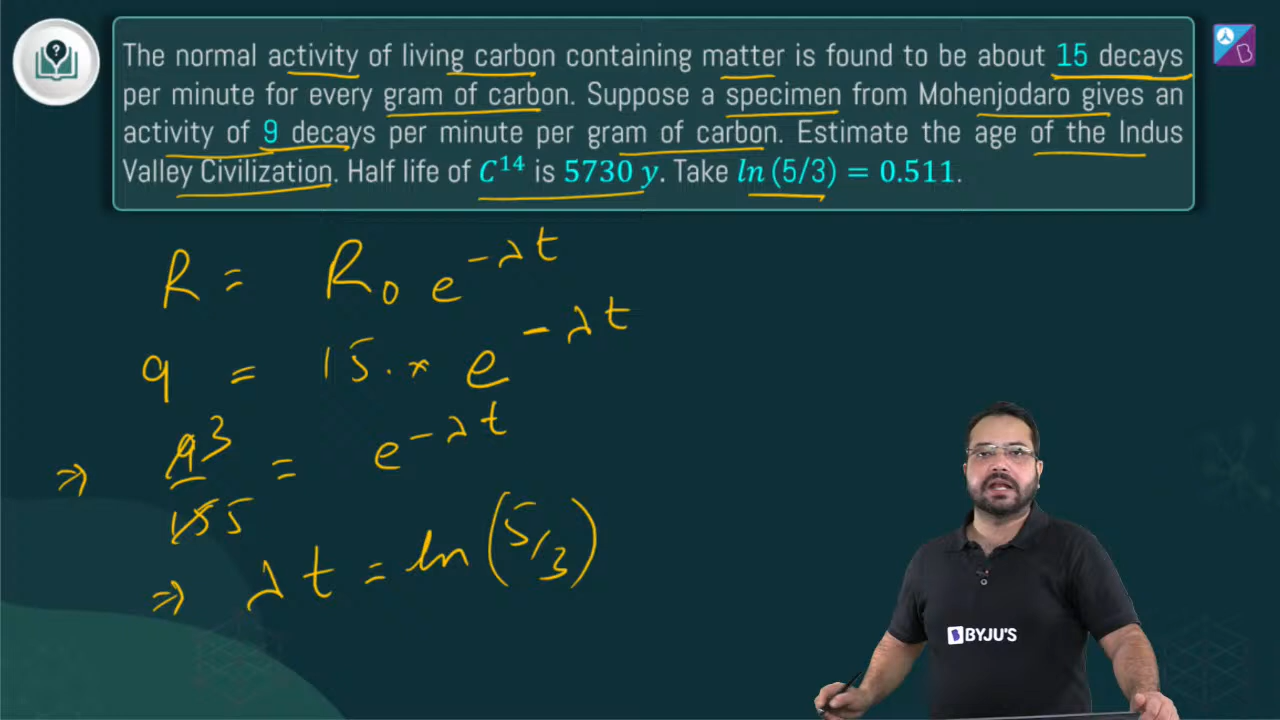 The normal activity of living carbon containing matter is found to be about 15 decays
per minute for every gram of carbon. Suppose a specimen from Mohenjodaro gives an
activity of 9 decays per minute per gram of carbon. Estimate the age of the Indus
Valley Civilization. Half life of C¹⁴ is 5730 y. Take ln (5/3) = 0.511.
R = R₀ e^{-λt}
9 = 15 . × e^{-λt}
⇒ 9 3 / 15 5 = e^{-λt}
⇒ λt = ln (5/3)
BYJU'S
B